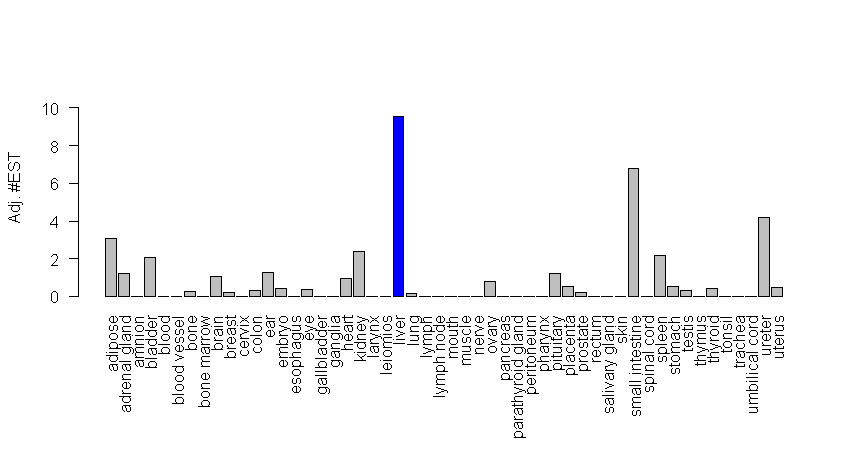 Adj. #EST
10
8
6
4
2
0
adipose
adrenal gland
amnion
bladder
blood
blood vessel
bone
bone marrow
brain
breast
cervix
colon
ear
embryo
esophagus
eye
gallbladder
ganglia
heart
kidney
larynx
leiomios
liver
lung
lymph
lymph node
mouth
muscle
nerve
ovary
pancreas
parathyroid gland
peritoneum
pharynx
pituitary
placenta
prostate
rectum
salivary gland
skin
small intestine
spinal cord
spleen
stomach
testis
thymus
thyroid
tonsil
trachea
umbilical cord
ureter
uterus